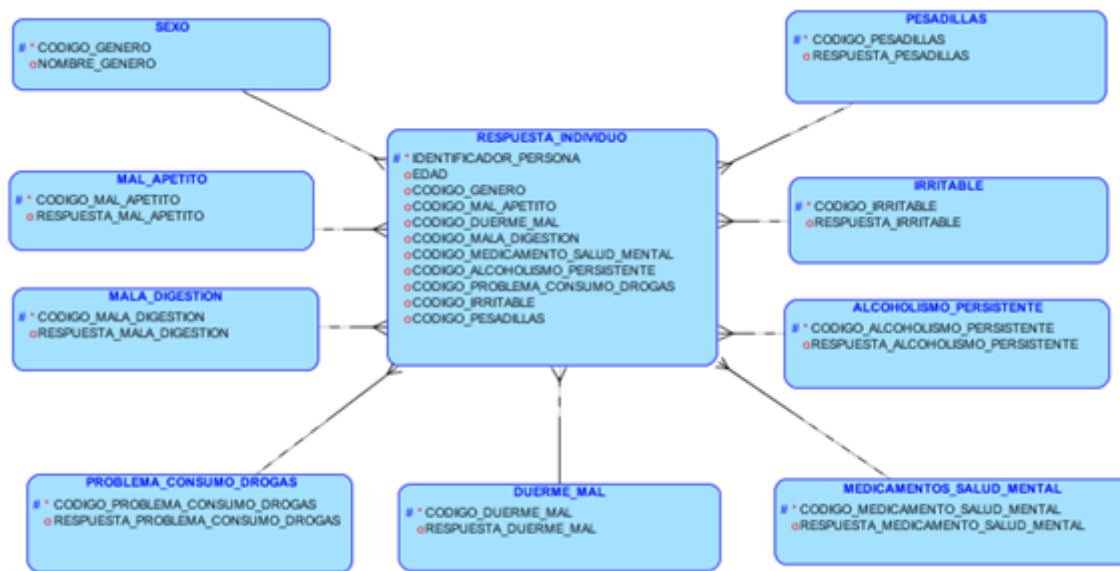 SEXO
# * CODIGO_GENERO
o NOMBRE_GENERO
PESADILLAS
# * CODIGO_PESADILLAS
o RESPUESTA_PESADILLAS
RESPUESTA_INDIVIDUO
# * IDENTIFICADOR_PERSONA
o EDAD
o CODIGO_GENERO
o CODIGO_MAL_APETITO
o CODIGO_DUERME_MAL
o CODIGO_MALA_DIGESTION
o CODIGO_MEDICAMENTO_SALUD_MENTAL
o CODIGO_ALCOHOLISMO_PERSISTENTE
o CODIGO_PROBLEMA_CONSUMO_DROGAS
o CODIGO_IRRITABLE
o CODIGO_PESADILLAS
MAL_APETITO
# * CODIGO_MAL_APETITO
o RESPUESTA_MAL_APETITO
IRRITABLE
# * CODIGO_IRRITABLE
o RESPUESTA_IRRITABLE
MALA_DIGESTION
# * CODIGO_MALA_DIGESTION
o RESPUESTA_MALA_DIGESTION
ALCOHOLISMO_PERSISTENTE
# * CODIGO_ALCOHOLISMO_PERSISTENTE
o RESPUESTA_ALCOHOLISMO_PERSISTENTE
PROBLEMA_CONSUMO_DROGAS
# * CODIGO_PROBLEMA_CONSUMO_DROGAS
o RESPUESTA_PROBLEMA_CONSUMO_DROGAS
DUERME_MAL
# * CODIGO_DUERME_MAL
o RESPUESTA_DUERME_MAL
MEDICAMENTOS_SALUD_MENTAL
# * CODIGO_MEDICAMENTO_SALUD_MENTAL
o RESPUESTA_MEDICAMENTO_SALUD_MENTAL